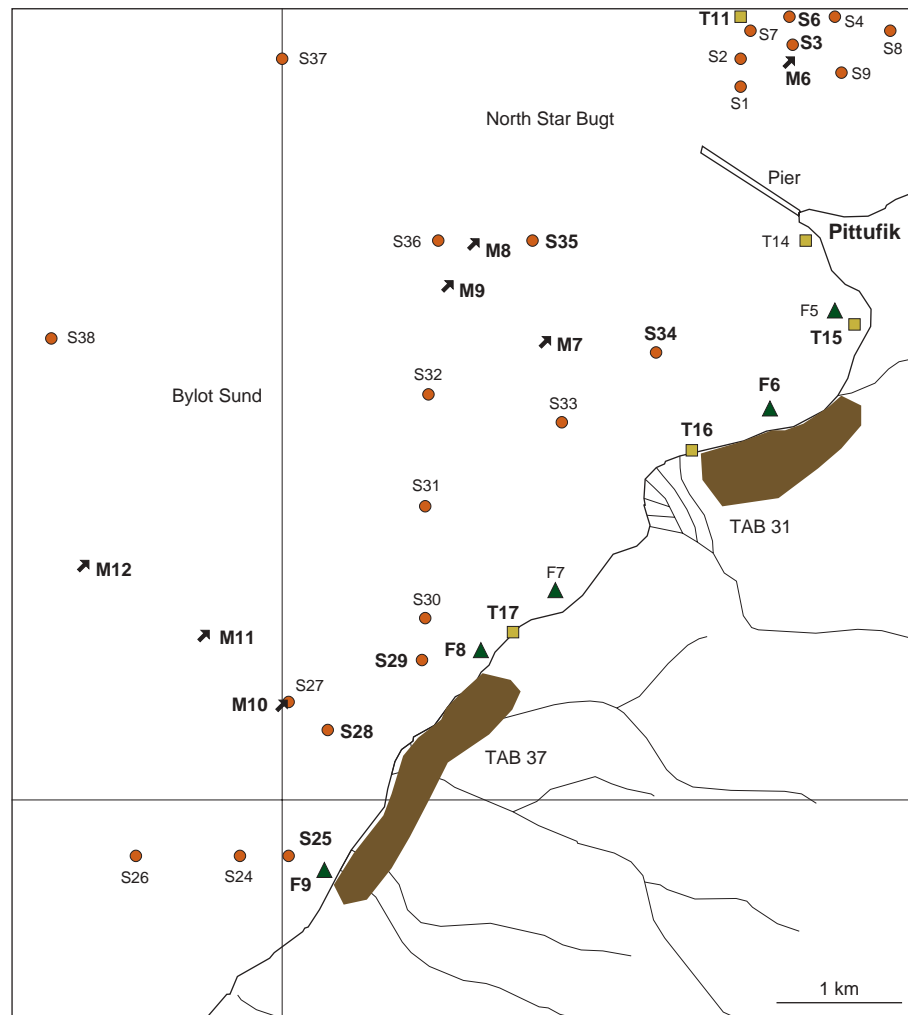 T11
S6
S4
S7
S3
S8
S37
S2
M6
S9
S1
North Star Bugt
Pier
Pittufik
S36
M8
S35
T14
M9
F5
S38
M7
S34
T15
Bylot Sund
S32
F6
S33
T16
S31
TAB 31
M12
F7
S30
T17
M11
F8
S29
S27
M10
S28
TAB 37
S25
S26
S24
F9
1 km